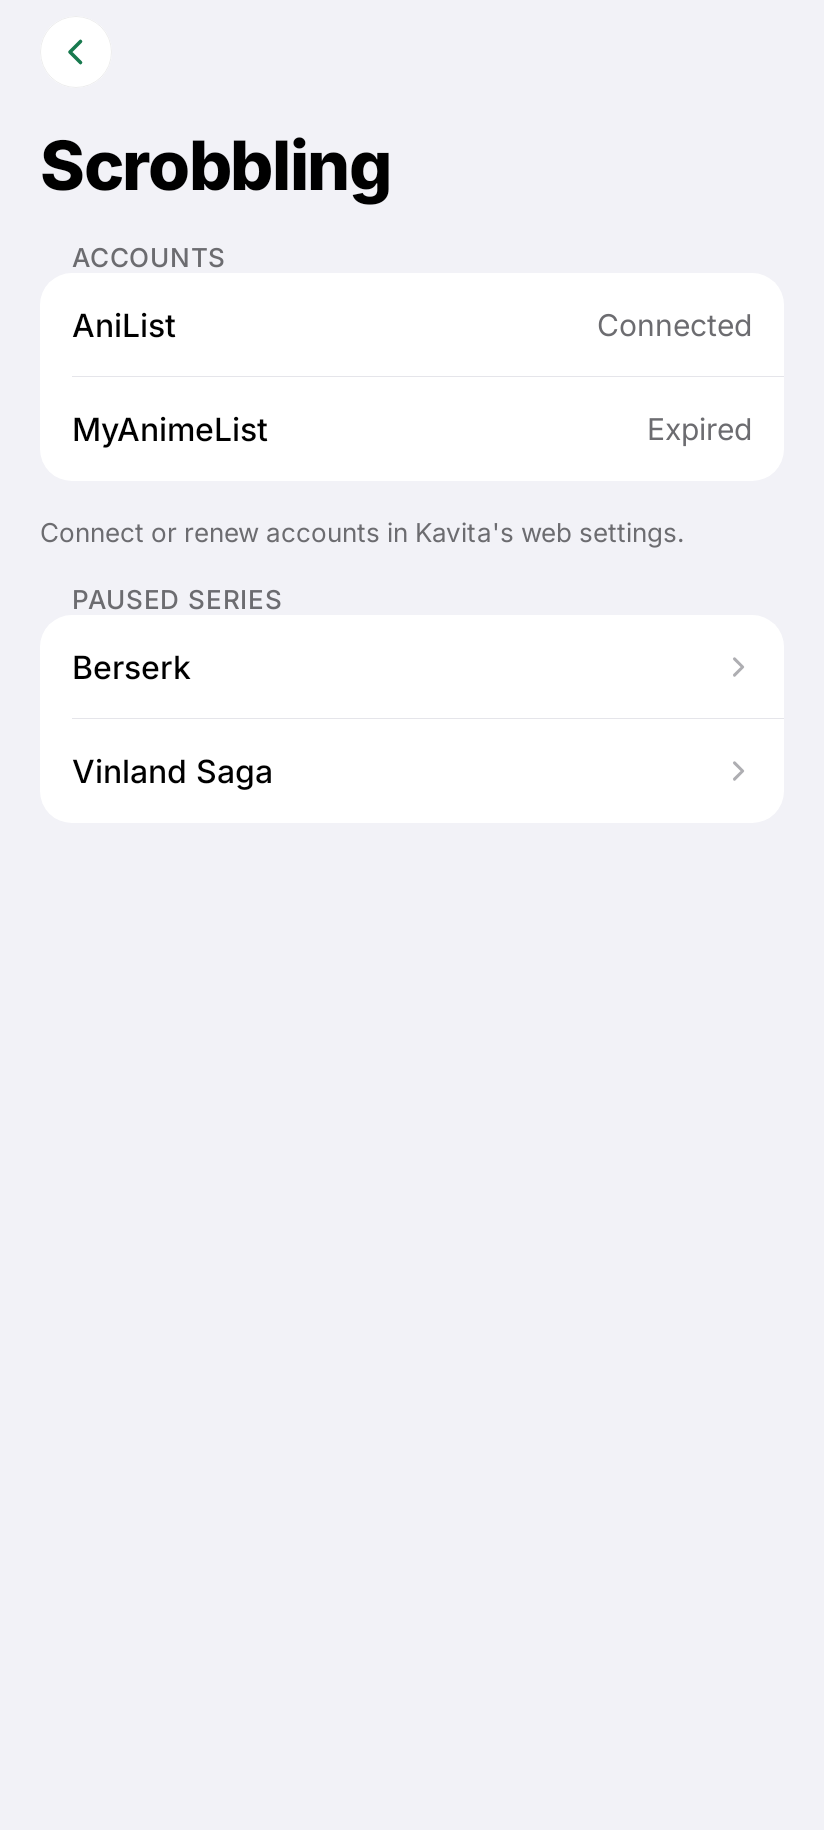 Scrobbling
ACCOUNTS
AniList Connected
MyAnimeList Expired
Connect or renew accounts in Kavita's web settings.
PAUSED SERIES
Berserk
Vinland Saga